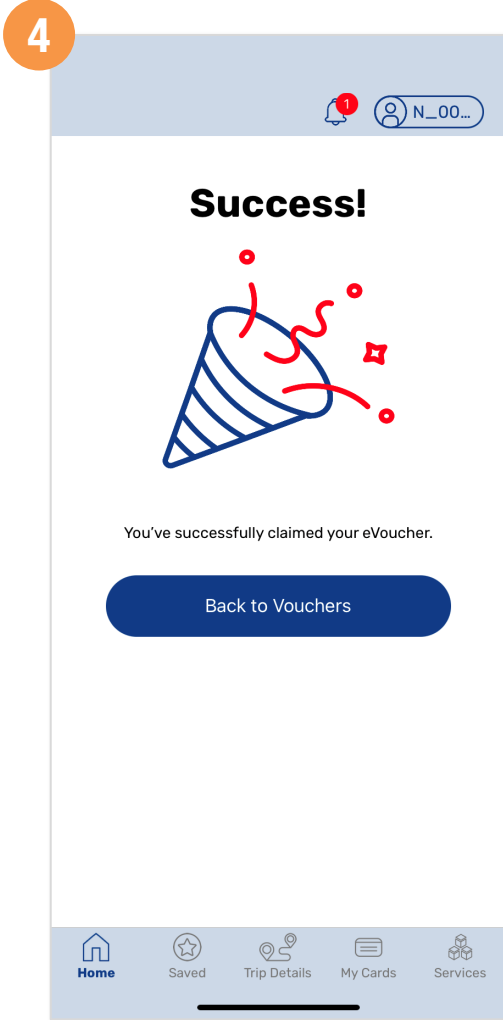 4
1
N_00...
Success!
You've successfully claimed your eVoucher.
Back to Vouchers
Home Saved Trip Details My Cards Services